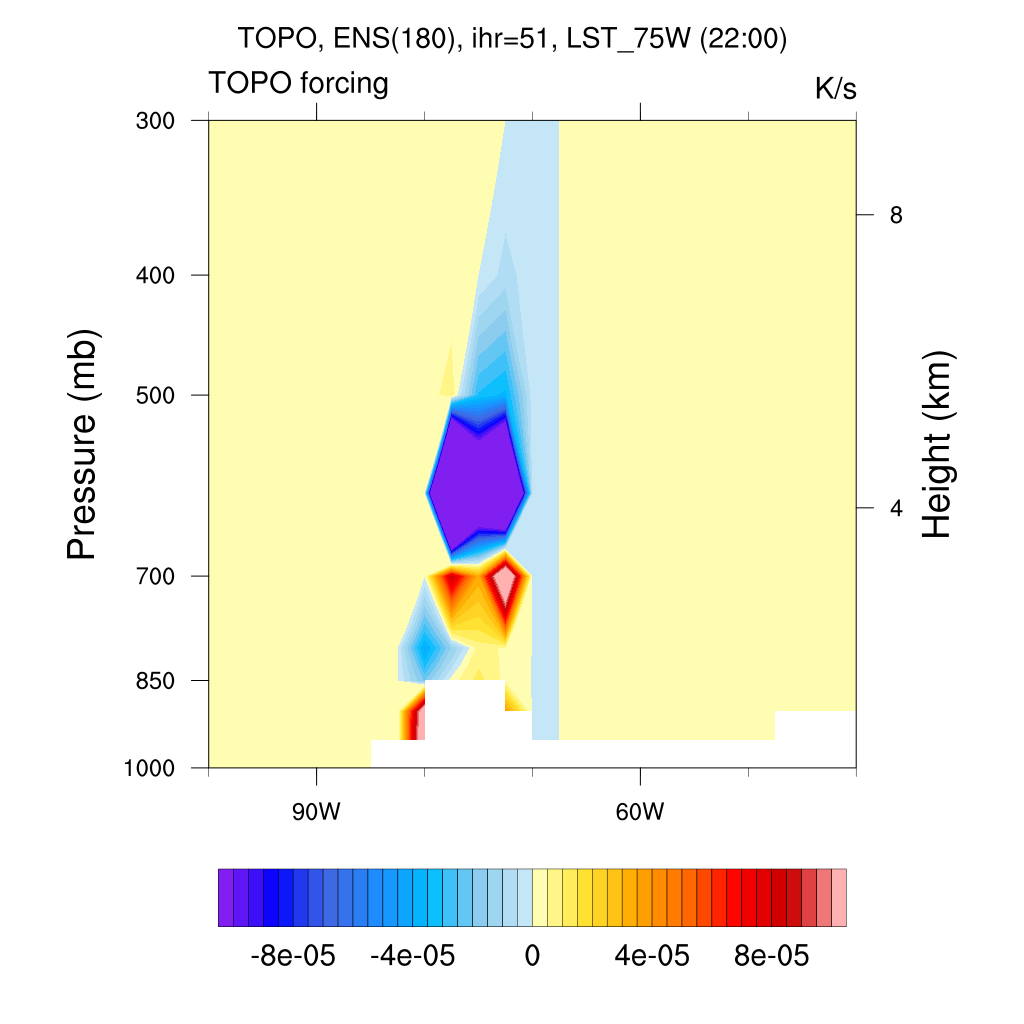 TOPO, ENS(180), ihr=51, LST_75W (22:00)
TOPO forcing
K/s
300
400
500
700
850
1000
Pressure (mb)
8
4
Height (km)
90W
60W
-8e-05
-4e-05
0
4e-05
8e-05